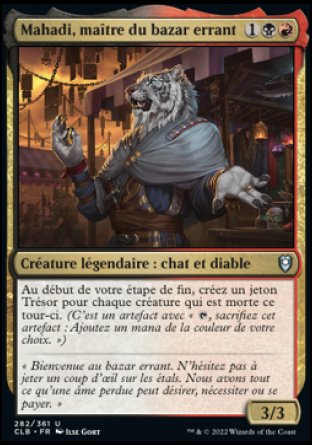 Mahadi, maître du bazar errant 1
Créature légendaire : chat et diable
Au début de votre étape de fin, créez un jeton
Trésor pour chaque créature qui est morte ce
tour-ci. (C'est un artefact avec « , sacrifiez cet
artefact : Ajoutez un mana de la couleur de votre
choix. »)
« Bienvenue au bazar errant. N'hésitez pas à
jeter un coup d'œil sur les étals. Nous avons tout
ce qu'une âme perdue peut désirer, nécessiter ou
se payer. »
3/3
282/361 U
CLB • FR Ilse Gort
™ & © 2022 Wizards of the Coast